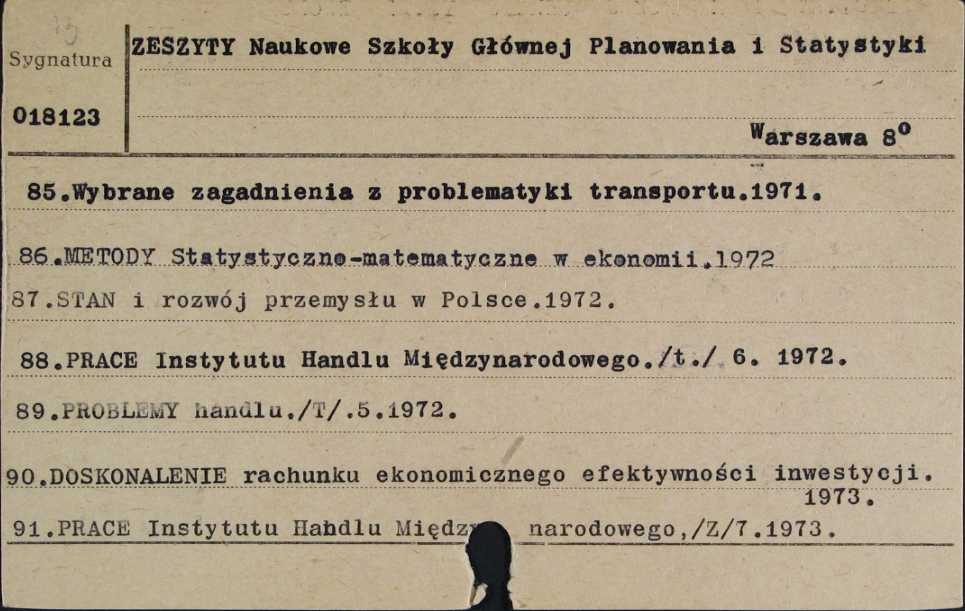 ZESZYTY Naukowe Szkoły Głównej Planowania i Statystyki
Sygnatura
018123
Warszawa 8°
85.Wybrane zagadnienia z problematyki transportu.1971.
86.METODY Statystyczno-matematyczne w ekonomii.1972
87.STAN i rozwój przemysłu w Polsce.1972.
88.PRACE Instytutu Handlu Międzynarodowego./t./ 6. 1972.
89.PROBLEMY handlu./T/.5.1972.
90.DOSKONALENIE rachunku ekonomicznego efektywności inwestycji.
1973.
91.PRACE Instytutu Handlu Między narodowego,/Z/7.1973.